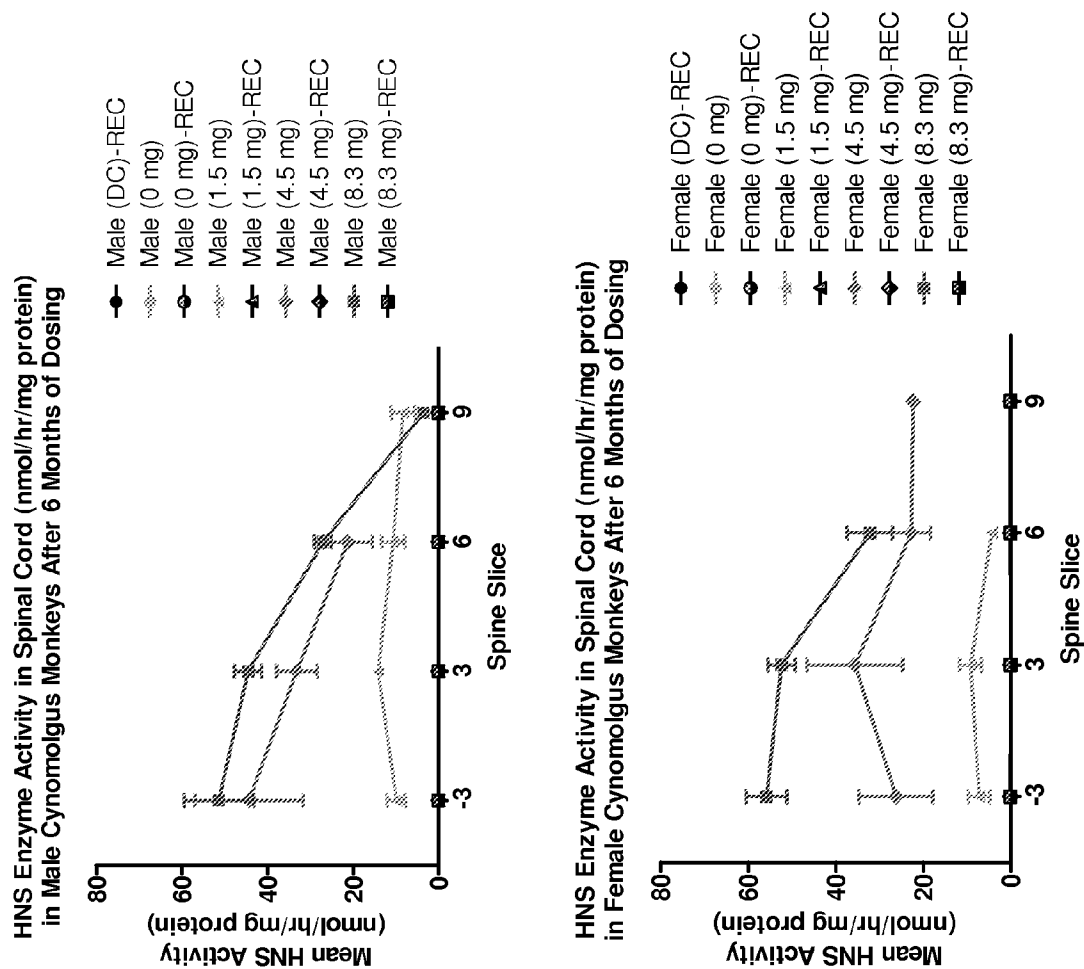 HNS Enzyme Activity in Spinal Cord (nmol/hr/mg protein)
in Male Cynomolgus Monkeys After 6 Months of Dosing
Mean HNS Activity
(nmol/hr/mg protein)
80
60
40
20
0
-3
3
6
9
Spine Slice
Male (DC)-REC
Male (0 mg)
Male (0 mg)-REC
Male (1.5 mg)
Male (1.5 mg)-REC
Male (4.5 mg)
Male (4.5 mg)-REC
Male (8.3 mg)
Male (8.3 mg)-REC
HNS Enzyme Activity in Spinal Cord (nmol/hr/mg protein)
in Female Cynomolgus Monkeys After 6 Months of Dosing
Mean HNS Activity
(nmol/hr/mg protein)
80
60
40
20
0
-3
3
6
9
Spine Slice
Female (DC)-REC
Female (0 mg)
Female (0 mg)-REC
Female (1.5 mg)
Female (1.5 mg)-REC
Female (4.5 mg)
Female (4.5 mg)-REC
Female (8.3 mg)
Female (8.3 mg)-REC